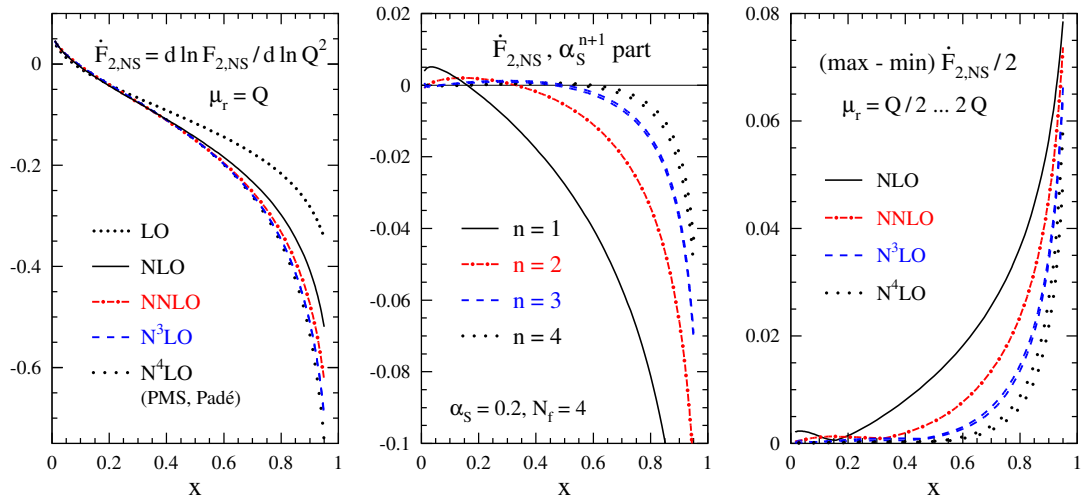 Ḟ2,NS = d ln F2,NS / d ln Q²
μr = Q
0
-0.2
-0.4
-0.6
LO
NLO
NNLO
N³LO
N⁴LO
(PMS, Padé)
0 0.2 0.4 0.6 0.8 1
x
0.02
0
-0.02
-0.04
-0.06
-0.08
-0.1
Ḟ2,NS , αS^n+1 part
n = 1
n = 2
n = 3
n = 4
αS = 0.2, Nf = 4
0 0.2 0.4 0.6 0.8 1
x
0.08
0.06
0.04
0.02
0
(max - min) Ḟ2,NS / 2
μr = Q / 2 ... 2 Q
NLO
NNLO
N³LO
N⁴LO
0 0.2 0.4 0.6 0.8 1
x